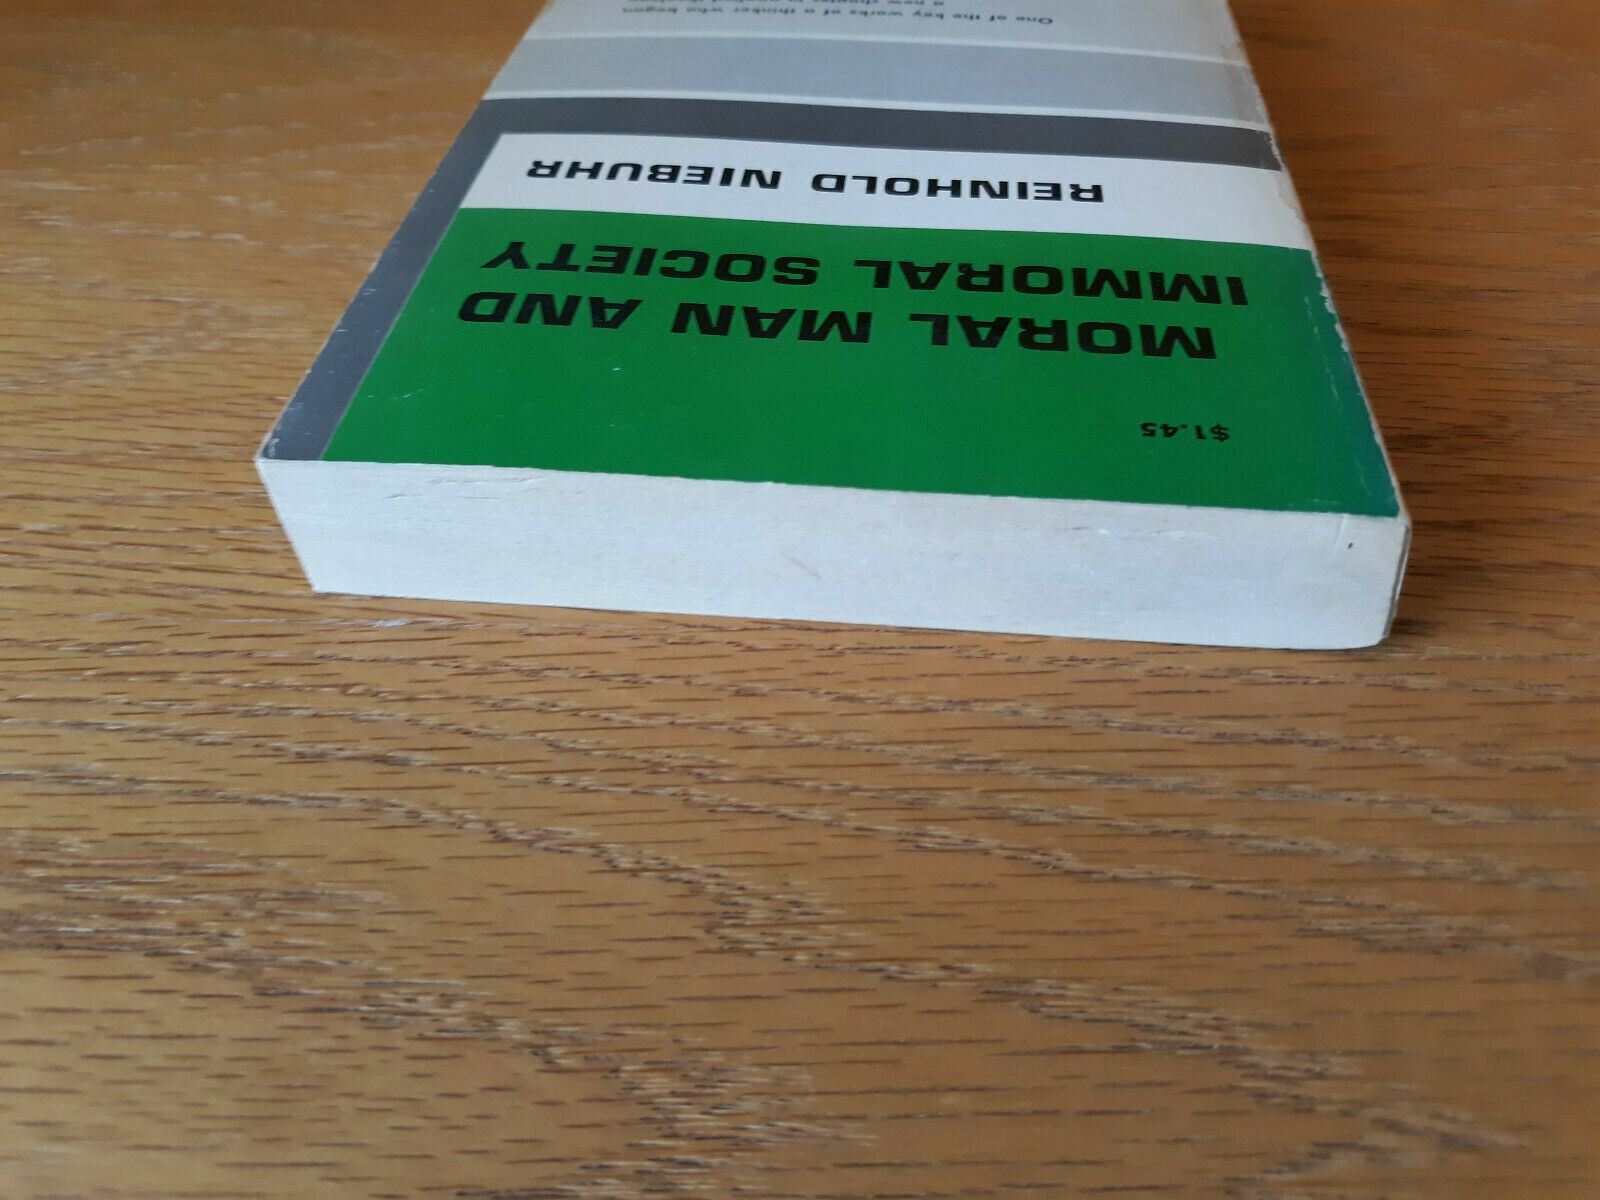 $1.45
MORAL MAN AND
IMMORAL SOCIETY
REINHOLD NIEBUHR
One of the key works of a thinker who began
a new chapter in